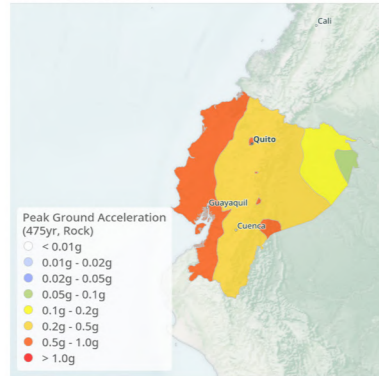 Cali
Quito
Guayaquil
Cuenca
Peak Ground Acceleration
(475yr, Rock)
< 0.01g
0.01g - 0.02g
0.02g - 0.05g
0.05g - 0.1g
0.1g - 0.2g
0.2g - 0.5g
0.5g - 1.0g
> 1.0g